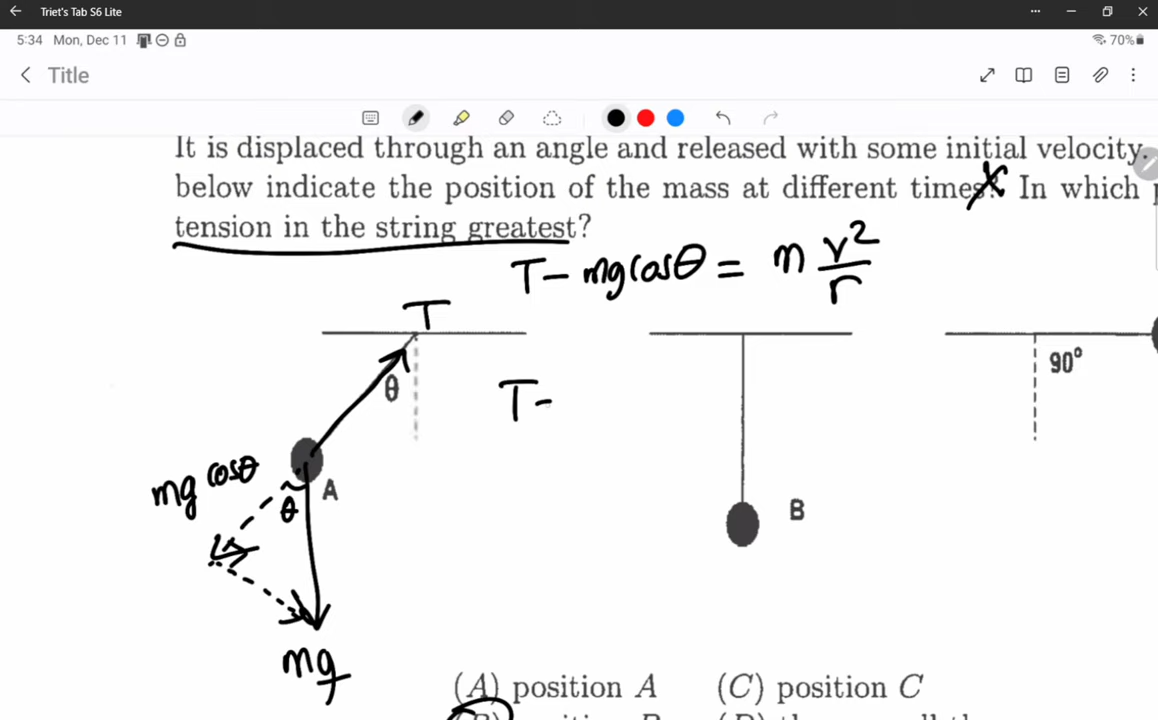 Triet's Tab S6 Lite
5:34 Mon, Dec 11 70%
Title
It is displaced through an angle and released with some initial velocity.
below indicate the position of the mass at different times. In which
tension in the string greatest?
T - mg cosθ = m v²/r
T
90°
θ
T-
mg cosθ
A
θ
B
mg
(A) position A (C) position C